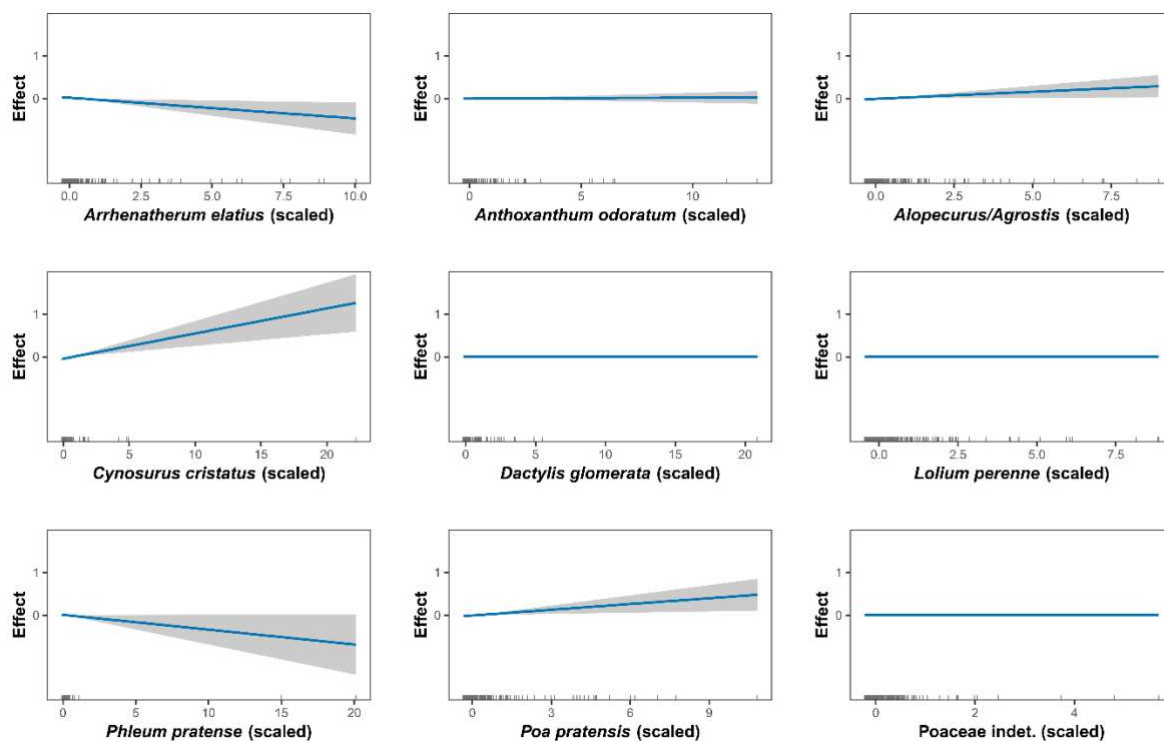 1
0
Effect
0.0 2.5 5.0 7.5 10.0
Arrhenatherum elatius (scaled)
1
0
Effect
0 5 10
Anthoxanthum odoratum (scaled)
1
0
Effect
0.0 2.5 5.0 7.5
Alopecurus/Agrostis (scaled)
1
0
Effect
0 5 10 15 20
Cynosurus cristatus (scaled)
1
0
Effect
0 5 10 15 20
Dactylis glomerata (scaled)
1
0
Effect
0.0 2.5 5.0 7.5
Lolium perenne (scaled)
1
0
Effect
0 5 10 15 20
Phleum pratense (scaled)
1
0
Effect
0 3 6 9
Poa pratensis (scaled)
1
0
Effect
0 2 4
Poaceae indet. (scaled)